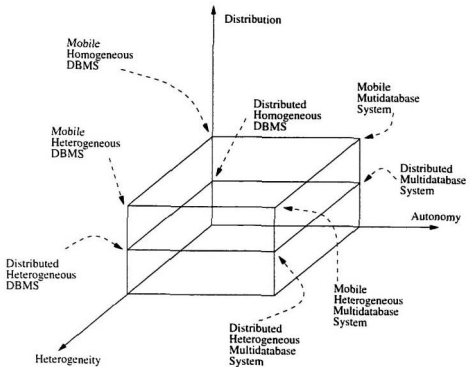 Distribution
Mobile
Homogeneous
DBMS
Mobile
Mutidatabase
System
Distributed
Homogeneous
DBMS
Mobile
Heterogeneous
DBMS
Distributed
Multidatabase
System
Autonomy
Distributed
Heterogeneous
DBMS
Mobile
Heterogeneous
Multidatabase
System
Distributed
Heterogeneous
Multidatabase
System
Heterogeneity